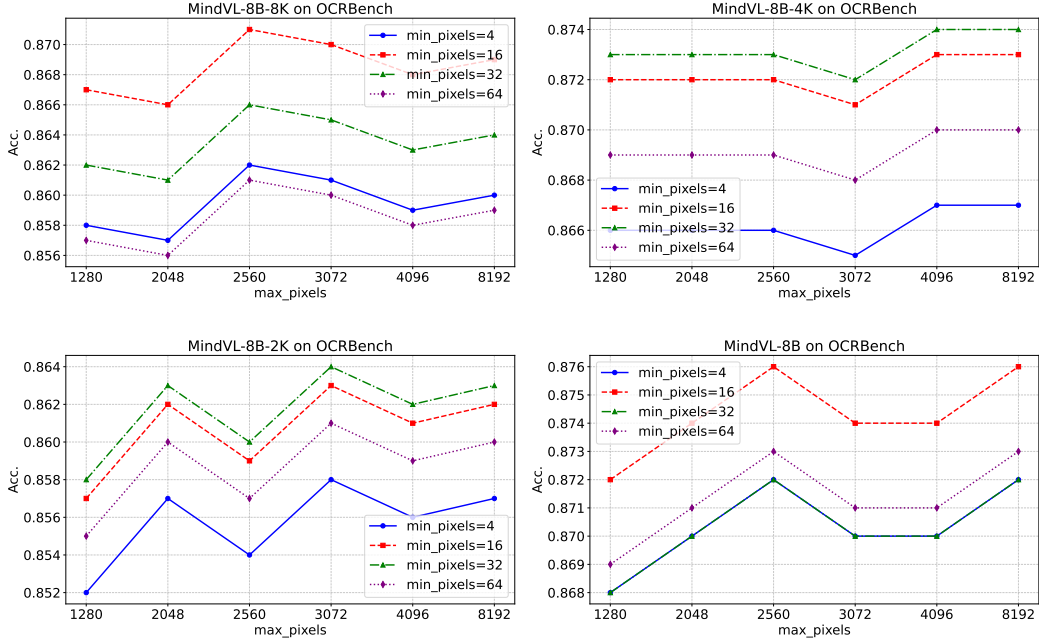 MindVL-8B-8K on OCRBench
Acc.
0.870
0.868
0.866
0.864
0.862
0.860
0.858
0.856
min_pixels=4
min_pixels=16
min_pixels=32
min_pixels=64
1280 2048 2560 3072 4096 8192
max_pixels
MindVL-8B-4K on OCRBench
Acc.
0.874
0.872
0.870
0.868
0.866
min_pixels=4
min_pixels=16
min_pixels=32
min_pixels=64
1280 2048 2560 3072 4096 8192
max_pixels
MindVL-8B-2K on OCRBench
Acc.
0.864
0.862
0.860
0.858
0.856
0.854
0.852
min_pixels=4
min_pixels=16
min_pixels=32
min_pixels=64
1280 2048 2560 3072 4096 8192
max_pixels
MindVL-8B on OCRBench
Acc.
0.876
0.875
0.874
0.873
0.872
0.871
0.870
0.869
0.868
min_pixels=4
min_pixels=16
min_pixels=32
min_pixels=64
1280 2048 2560 3072 4096 8192
max_pixels